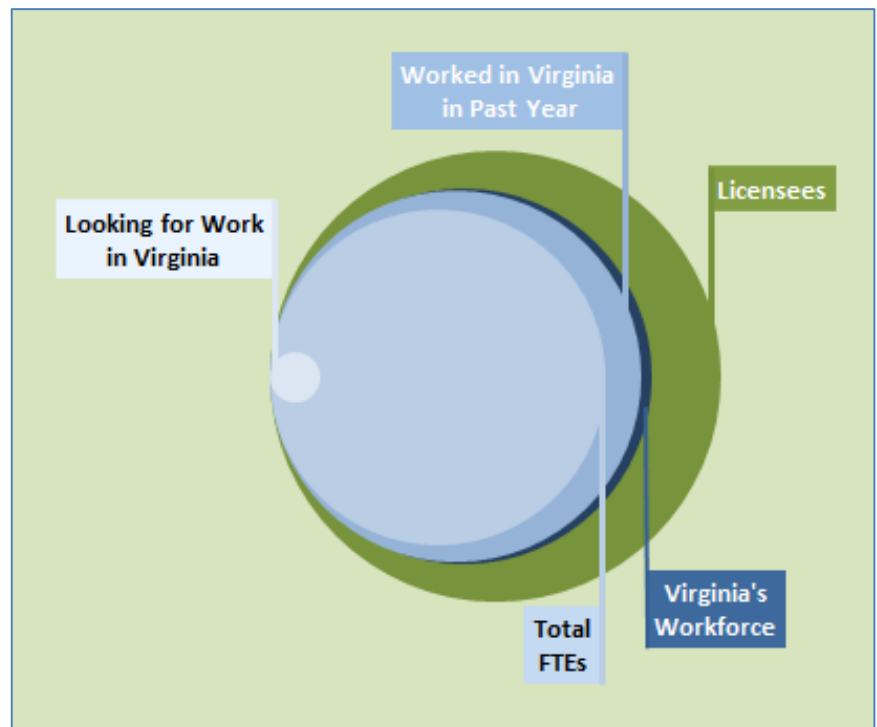 Worked in Virginia
in Past Year
Licensees
Looking for Work
in Virginia
Virginia's
Workforce
Total
FTEs